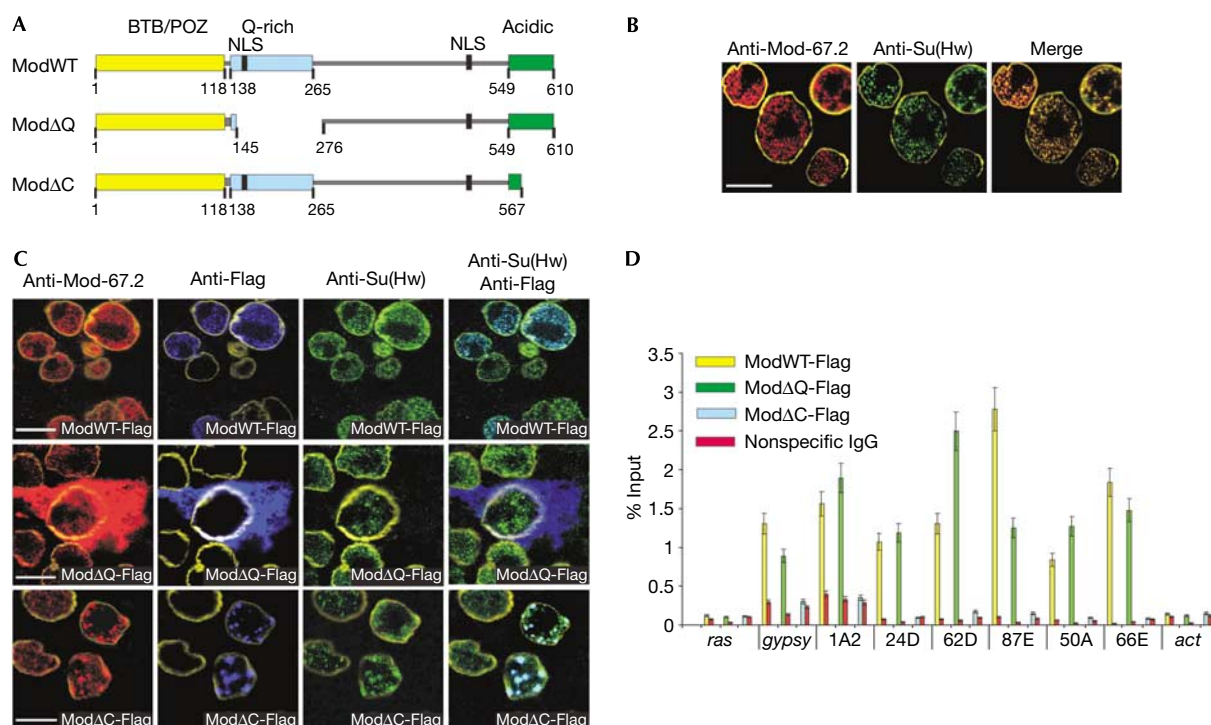 A
BTB/POZ Q-rich Acidic
NLS NLS
ModWT
1 118 138 265 549 610
ModΔQ
1 145 276 549 610
ModΔC
1 118 138 265 567
B
Anti-Mod-67.2 Anti-Su(Hw) Merge
C
Anti-Mod-67.2 Anti-Flag Anti-Su(Hw) Anti-Su(Hw)
Anti-Flag
ModWT-Flag ModWT-Flag ModWT-Flag ModWT-Flag
ModΔQ-Flag ModΔQ-Flag ModΔQ-Flag ModΔQ-Flag
ModΔC-Flag ModΔC-Flag ModΔC-Flag ModΔC-Flag
D
3.5
3
2.5
2
1.5
1
0.5
0
% Input
ModWT-Flag
ModΔQ-Flag
ModΔC-Flag
Nonspecific IgG
ras gypsy 1A2 24D 62D 87E 50A 66E act